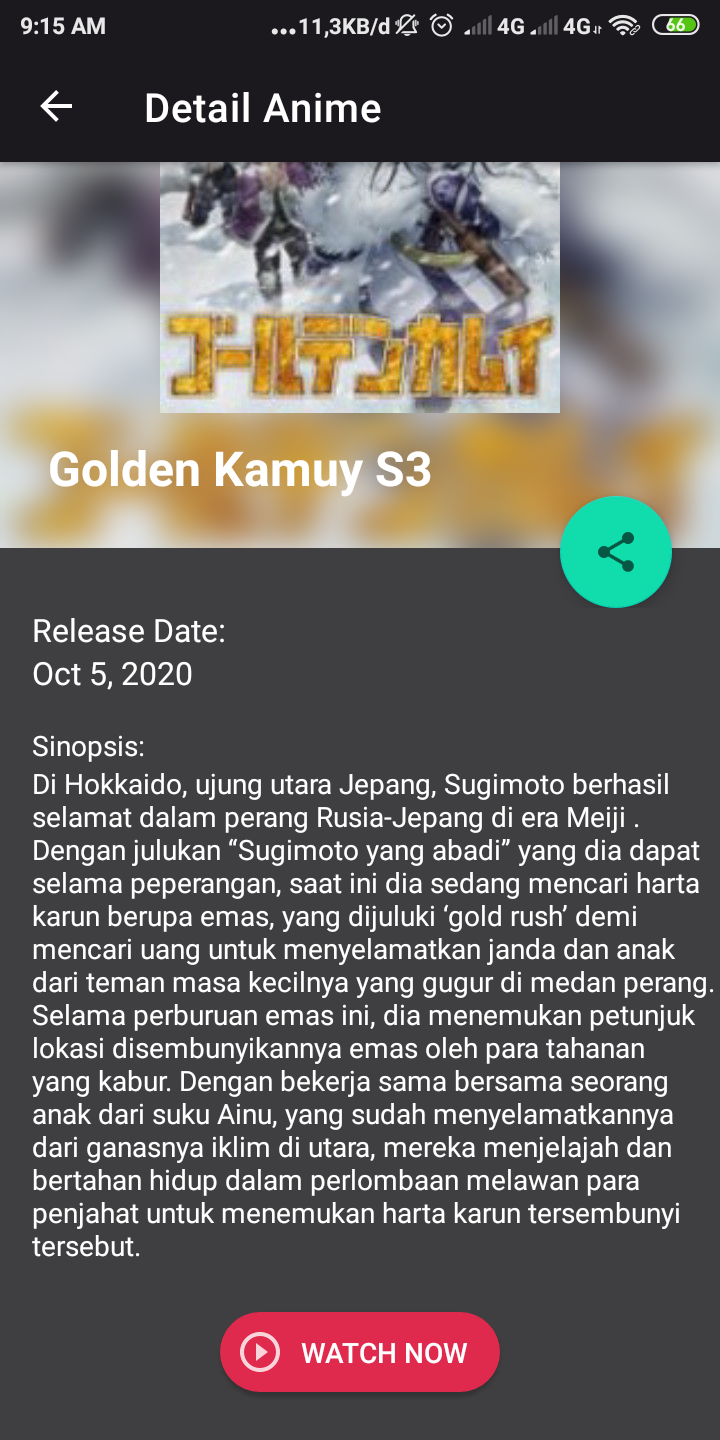 9:15 AM
...11,3KB/d 4G 4G 66
Detail Anime
ゴールデンカムイ
Golden Kamuy S3
Release Date:
Oct 5, 2020
Sinopsis:
Di Hokkaido, ujung utara Jepang, Sugimoto berhasil
selamat dalam perang Rusia-Jepang di era Meiji .
Dengan julukan “Sugimoto yang abadi” yang dia dapat
selama peperangan, saat ini dia sedang mencari harta
karun berupa emas, yang dijuluki ‘gold rush’ demi
mencari uang untuk menyelamatkan janda dan anak
dari teman masa kecilnya yang gugur di medan perang.
Selama perburuan emas ini, dia menemukan petunjuk
lokasi disembunyikannya emas oleh para tahanan
yang kabur. Dengan bekerja sama bersama seorang
anak dari suku Ainu, yang sudah menyelamatkannya
dari ganasnya iklim di utara, mereka menjelajah dan
bertahan hidup dalam perlombaan melawan para
penjahat untuk menemukan harta karun tersembunyi
tersebut.
WATCH NOW